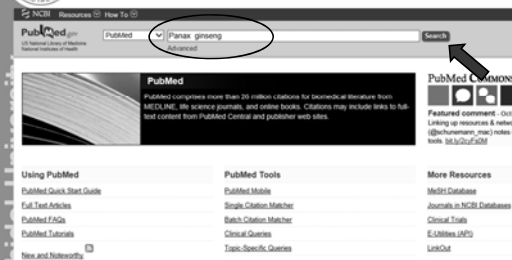 NCBI Resources How To
PubMed.gov
US National Library of Medicine
National Institutes of Health
PubMed
Panax ginseng
Search
Advanced
PubMed
PubMed comprises more than 26 million citations for biomedical literature from
MEDLINE, life science journals, and online books. Citations may include links to full-
text content from PubMed Central and publisher web sites.
PubMed Commons
Featured comment - Oct
Linking up resources & netwo
(@schunemann_mac) notes
tools. bit.ly/2cyFsDM
Using PubMed
PubMed Quick Start Guide
Full Text Articles
PubMed FAQs
PubMed Tutorials
New and Noteworthy
PubMed Tools
PubMed Mobile
Single Citation Matcher
Batch Citation Matcher
Clinical Queries
Topic-Specific Queries
More Resources
MeSH Database
Journals in NCBI Databases
Clinical Trials
E-Utilities (API)
LinkOut